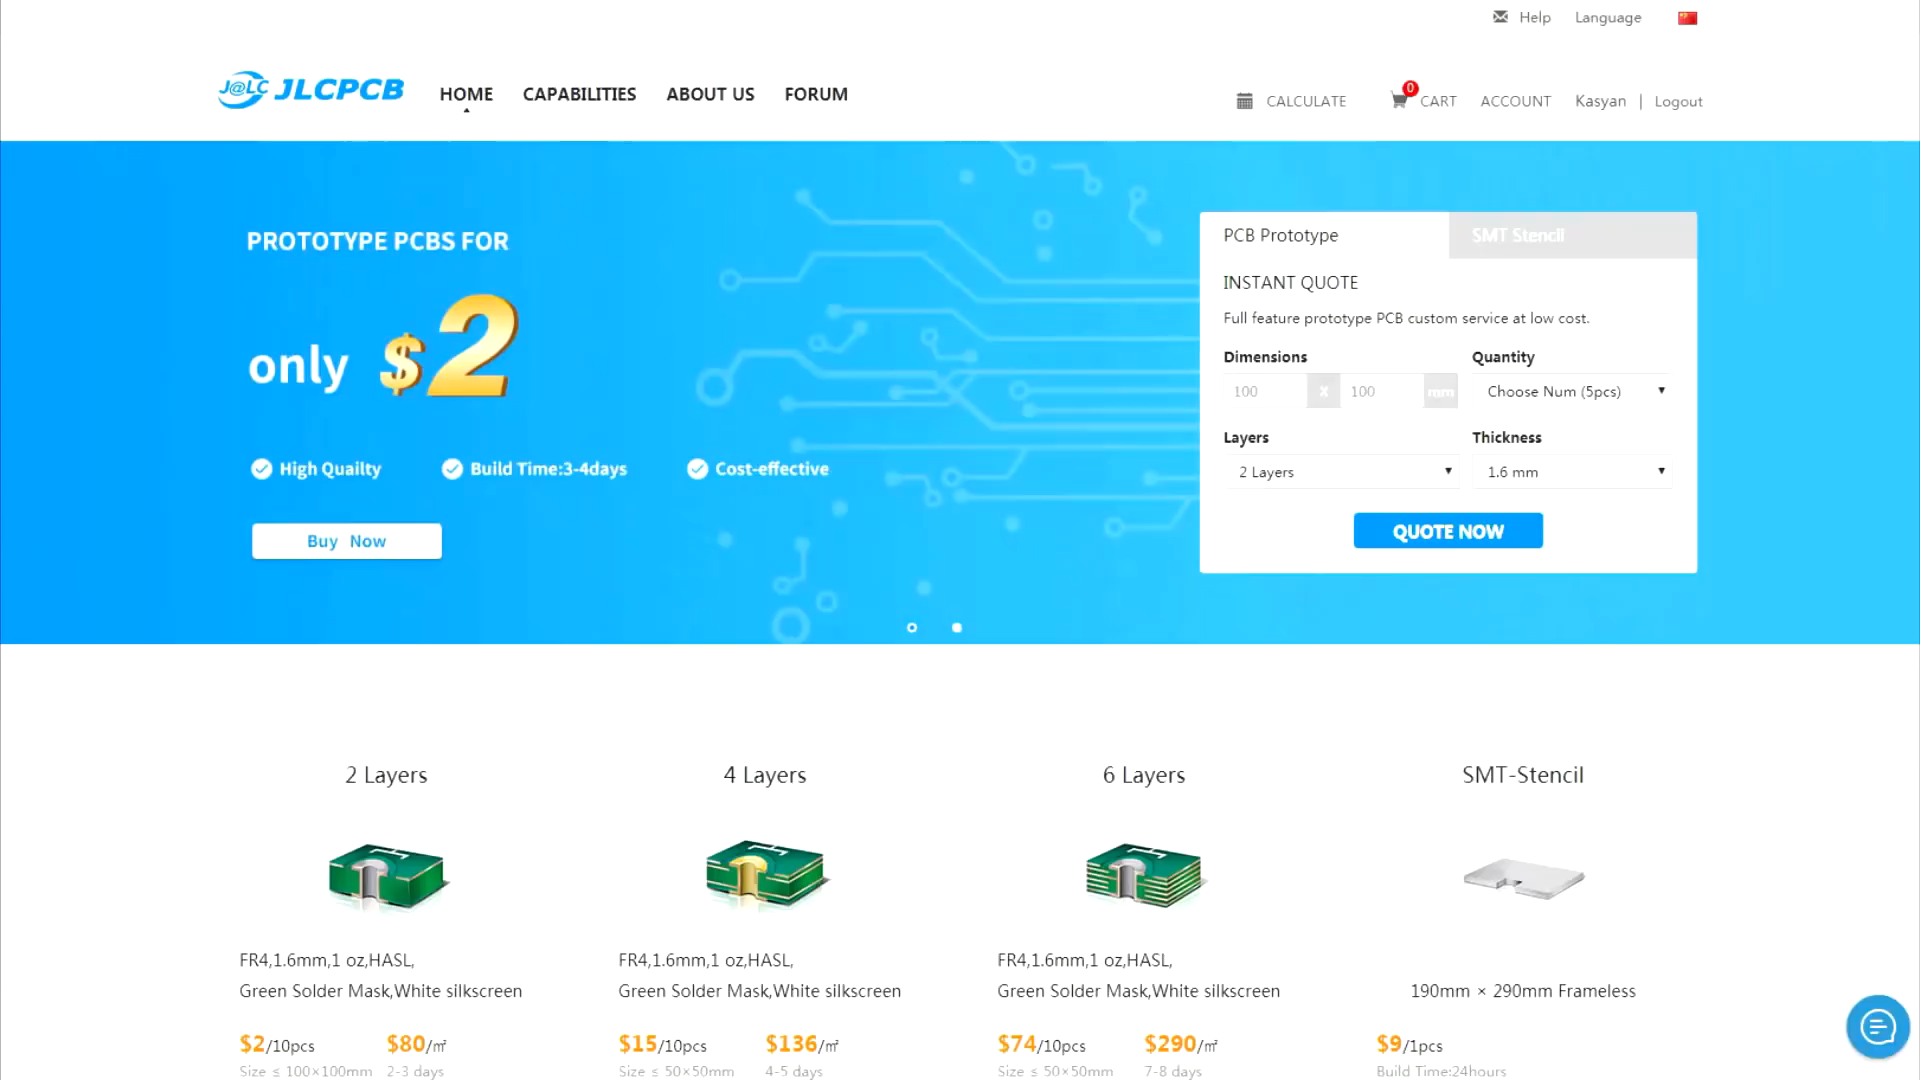 Help Language
J@LC JLCPCB HOME CAPABILITIES ABOUT US FORUM
CALCULATE 0 CART ACCOUNT Kasyan | Logout
PROTOTYPE PCBS FOR
only $2
High Quailty Build Time:3-4days Cost-effective
Buy Now
PCB Prototype SMT Stencil
INSTANT QUOTE
Full feature prototype PCB custom service at low cost.
Dimensions Quantity
100 X 100 mm Choose Num (5pcs)
Layers Thickness
2 Layers 1.6 mm
QUOTE NOW
2 Layers 4 Layers 6 Layers SMT-Stencil
FR4,1.6mm,1 oz,HASL, FR4,1.6mm,1 oz,HASL, FR4,1.6mm,1 oz,HASL,
Green Solder Mask,White silkscreen Green Solder Mask,White silkscreen Green Solder Mask,White silkscreen 190mm × 290mm Frameless
$2/10pcs $80/㎡ $15/10pcs $136/㎡ $74/10pcs $290/㎡ $9/1pcs
Size ≤ 100×100mm 2-3 days Size ≤ 50×50mm 4-5 days Size ≤ 50×50mm 7-8 days Build Time:24hours